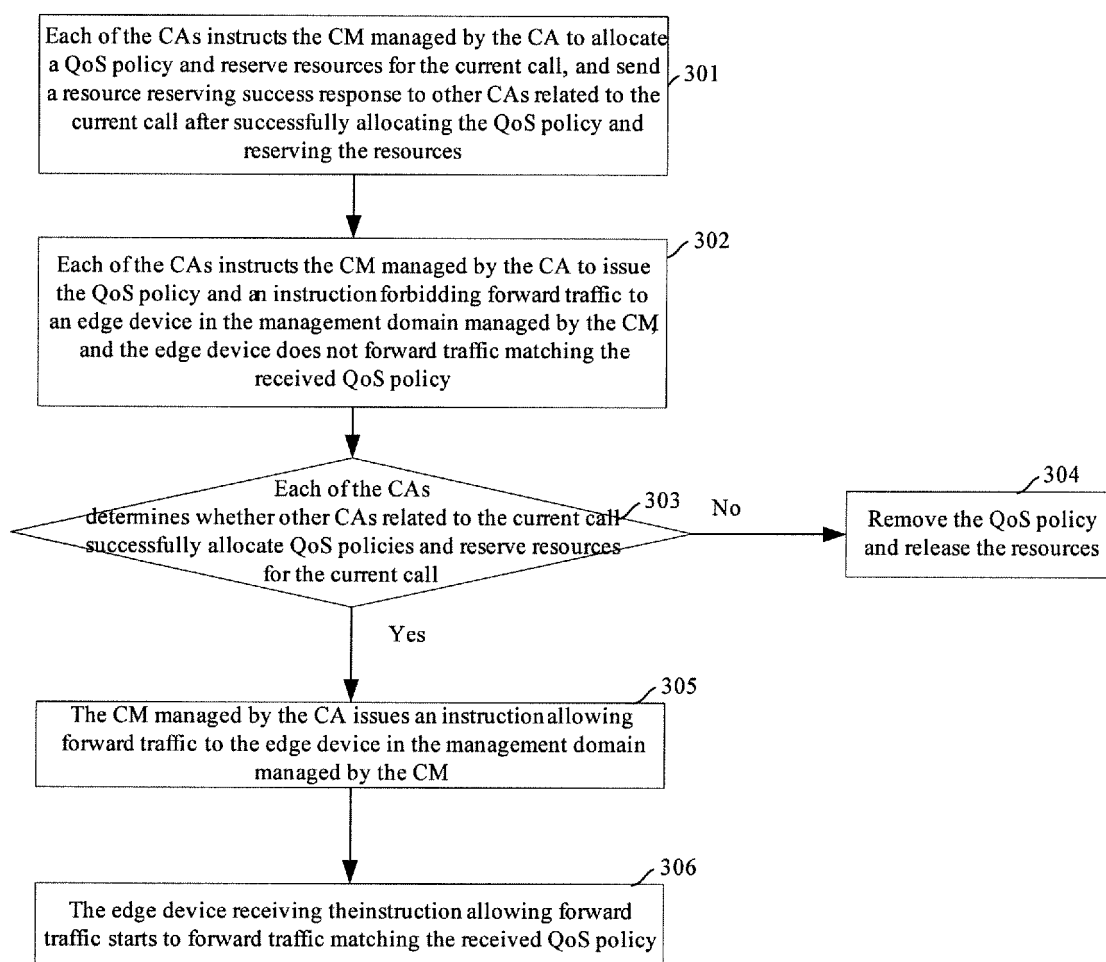 Each of the CAs instructs the CM managed by the CA to allocate
a QoS policy and reserve resources for the current call, and send
a resource reserving success response to other CAs related to the
current call after successfully allocating the QoS policy and
reserving the resources
301
302
Each of the CAs instructs the CM managed by the CA to issue
the QoS policy and an instruction forbidding forward traffic to
an edge device in the management domain managed by the CM,
and the edge device does not forward traffic matching the
received QoS policy
Each of the CAs
determines whether other CAs related to the current call
successfully allocate QoS policies and reserve resources
for the current call
303
No
304
Remove the QoS policy
and release the resources
Yes
305
The CM managed by the CA issues an instruction allowing
forward traffic to the edge device in the management domain
managed by the CM
306
The edge device receiving the instruction allowing forward
traffic starts to forward traffic matching the received QoS policy